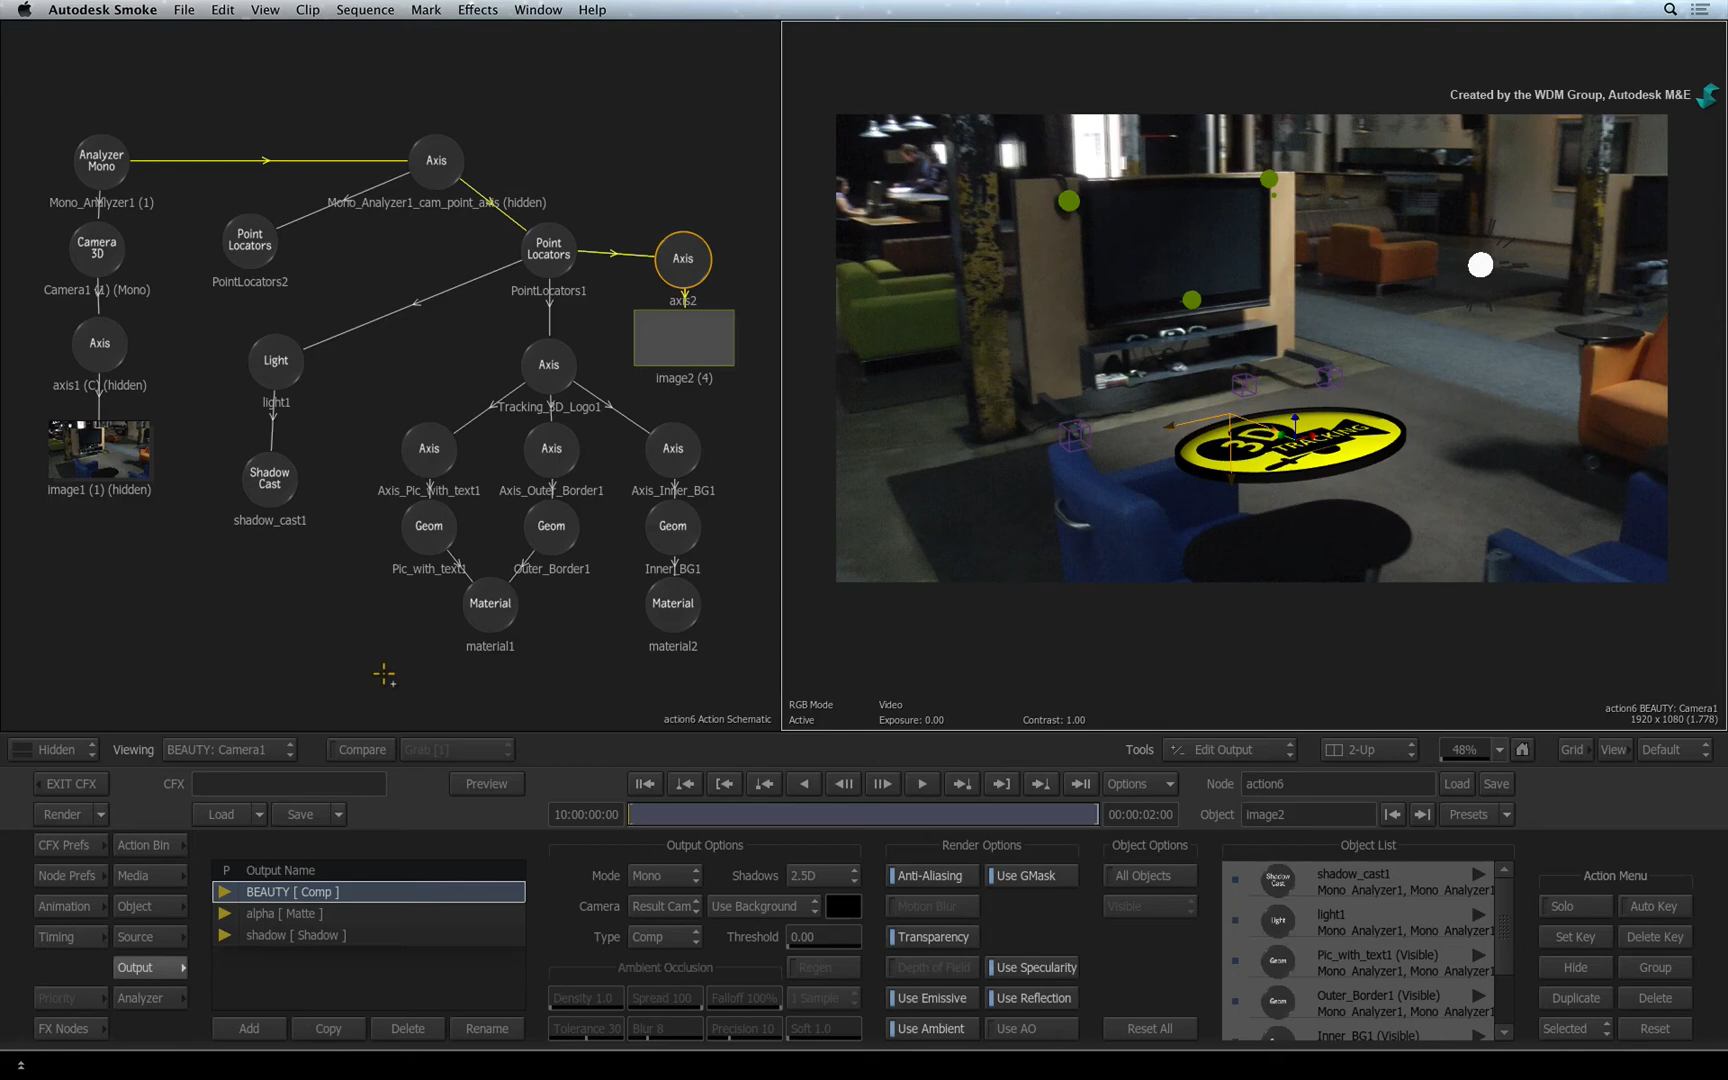 Autodesk Smoke File Edit View Clip Sequence Mark Effects Window Help
Created by the WDM Group, Autodesk M&E
Analyzer Mono
Mono_Analyzer1 (1)
Axis
Mono_Analyzer1_cam_point_axis (hidden)
Camera 3D
Camera1 (1) (Mono)
Point Locators
PointLocators2
Point Locators
PointLocators1
Axis
axis2
image2 (4)
Axis
axis1 (C) (hidden)
image1 (1) (hidden)
Light
light1
Shadow Cast
shadow_cast1
Axis
Tracking_3D_Logo1
Axis
Axis_Pic_with_text1
Axis
Axis_Outer_Border1
Axis
Axis_Inner_BG1
Geom
Pic_with_text1
Geom
Outer_Border1
Geom
Inner_BG1
Material
material1
Material
material2
action6 Action Schematic
3D
TRACKING
RGB Mode Video
Active Exposure: 0.00 Contrast: 1.00
action6 BEAUTY: Camera1
1920 x 1080 (1.778)
Hidden Viewing BEAUTY: Camera1 Compare Grab [1] Tools Edit Output 2-Up 48% Grid View Default
EXIT CFX CFX Preview Options Node action6 Load Save
Render Load Save 10:00:00:00 00:00:02:00 Object image2 Presets
CFX Prefs Action Bin
Node Prefs Media
Animation Object
Timing Source
Output
Priority Analyzer
FX Nodes
P Output Name
BEAUTY [ Comp ]
alpha [ Matte ]
shadow [ Shadow ]
Add Copy Delete Rename
Output Options
Mode Mono Shadows 2.5D
Camera Result Cam Use Background
Type Comp Threshold 0.00
Ambient Occlusion Regen
Density 1.0 Spread 100 Falloff 100% 1 Sample
Tolerance 30 Blur 8 Precision 10 Soft 1.0
Render Options
Anti-Aliasing Use GMask
Motion Blur
Transparency
Depth of Field Use Specularity
Use Emissive Use Reflection
Use Ambient Use AO
Object Options
All Objects
Visible
Reset All
Object List
Shadow Cast
shadow_cast1
Mono Analyzer1, Mono Analyzer1
Light
light1
Mono Analyzer1, Mono Analyzer1
Geom
Pic_with_text1 (Visible)
Mono Analyzer1, Mono Analyzer1
Geom
Outer_Border1 (Visible)
Mono Analyzer1, Mono Analyzer1
Inner_BG1 (Visible)
Action Menu
Solo Auto Key
Set Key Delete Key
Hide Group
Duplicate Delete
Selected Reset